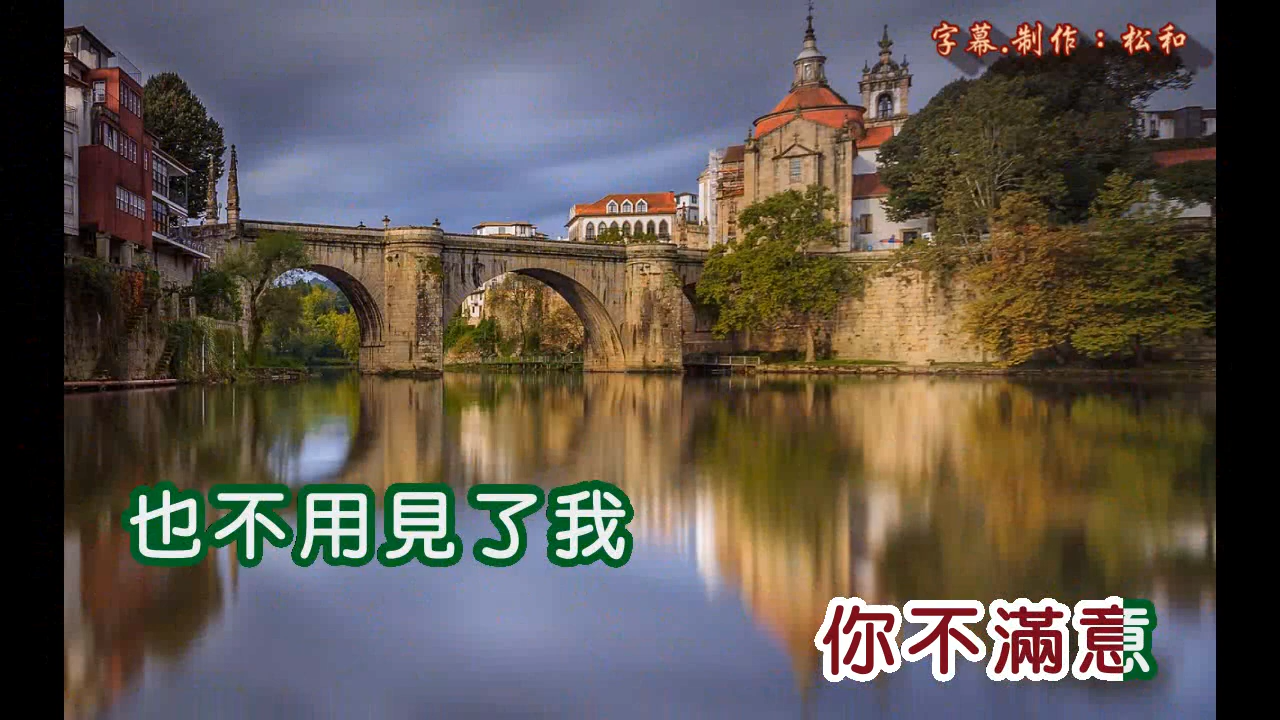 字幕.制作：松和
也不用見了我
你不滿意